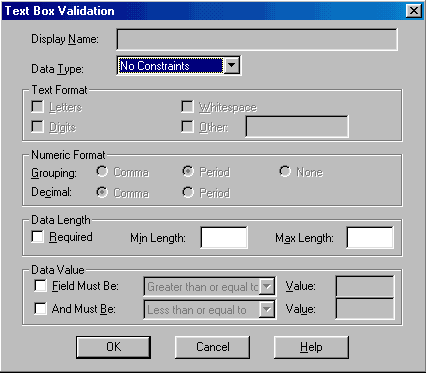 Text Box Validation
Display Name:
Data Type: No Constraints
Text Format
Letters Whitespace
Digits Other:
Numeric Format
Grouping: Comma Period None
Decimal: Comma Period
Data Length
Required Min Length: Max Length:
Data Value
Field Must Be: Greater than or equal to Value:
And Must Be: Less than or equal to Value:
OK Cancel Help